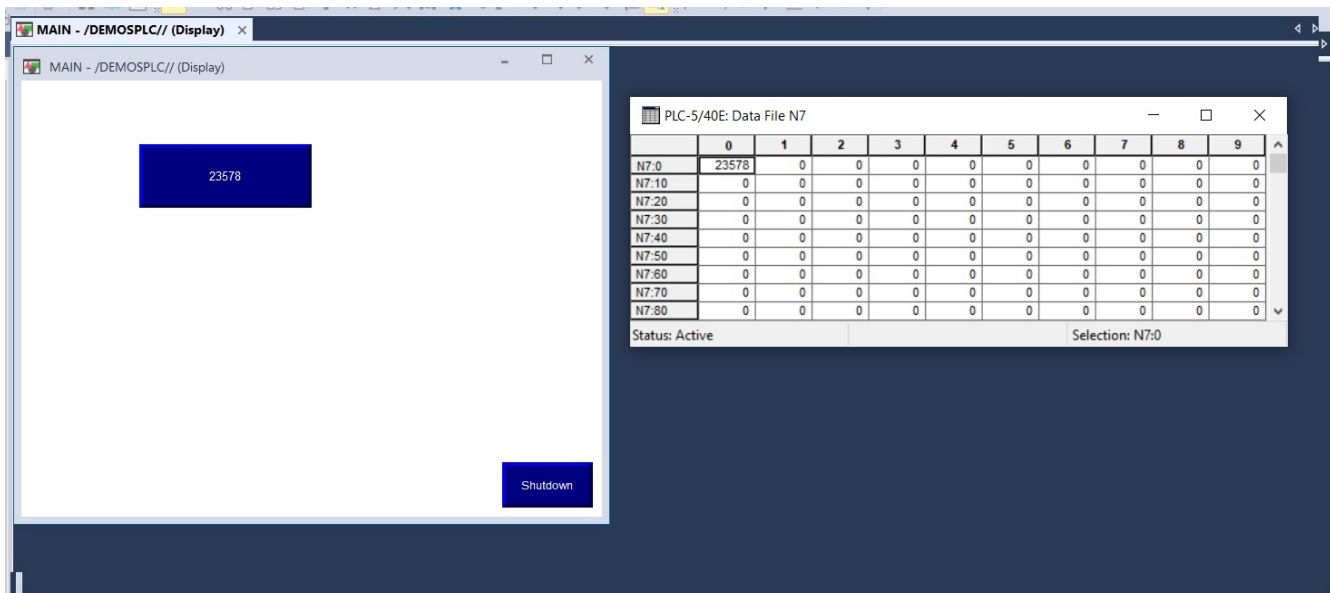 MAIN - /DEMOSPLC// (Display)
MAIN - /DEMOSPLC// (Display)
23578
Shutdown
PLC-5/40E: Data File N7
0 1 2 3 4 5 6 7 8 9
N7:0 23578 0 0 0 0 0 0 0 0 0
N7:10 0 0 0 0 0 0 0 0 0 0
N7:20 0 0 0 0 0 0 0 0 0 0
N7:30 0 0 0 0 0 0 0 0 0 0
N7:40 0 0 0 0 0 0 0 0 0 0
N7:50 0 0 0 0 0 0 0 0 0 0
N7:60 0 0 0 0 0 0 0 0 0 0
N7:70 0 0 0 0 0 0 0 0 0 0
N7:80 0 0 0 0 0 0 0 0 0 0
Status: Active Selection: N7:0